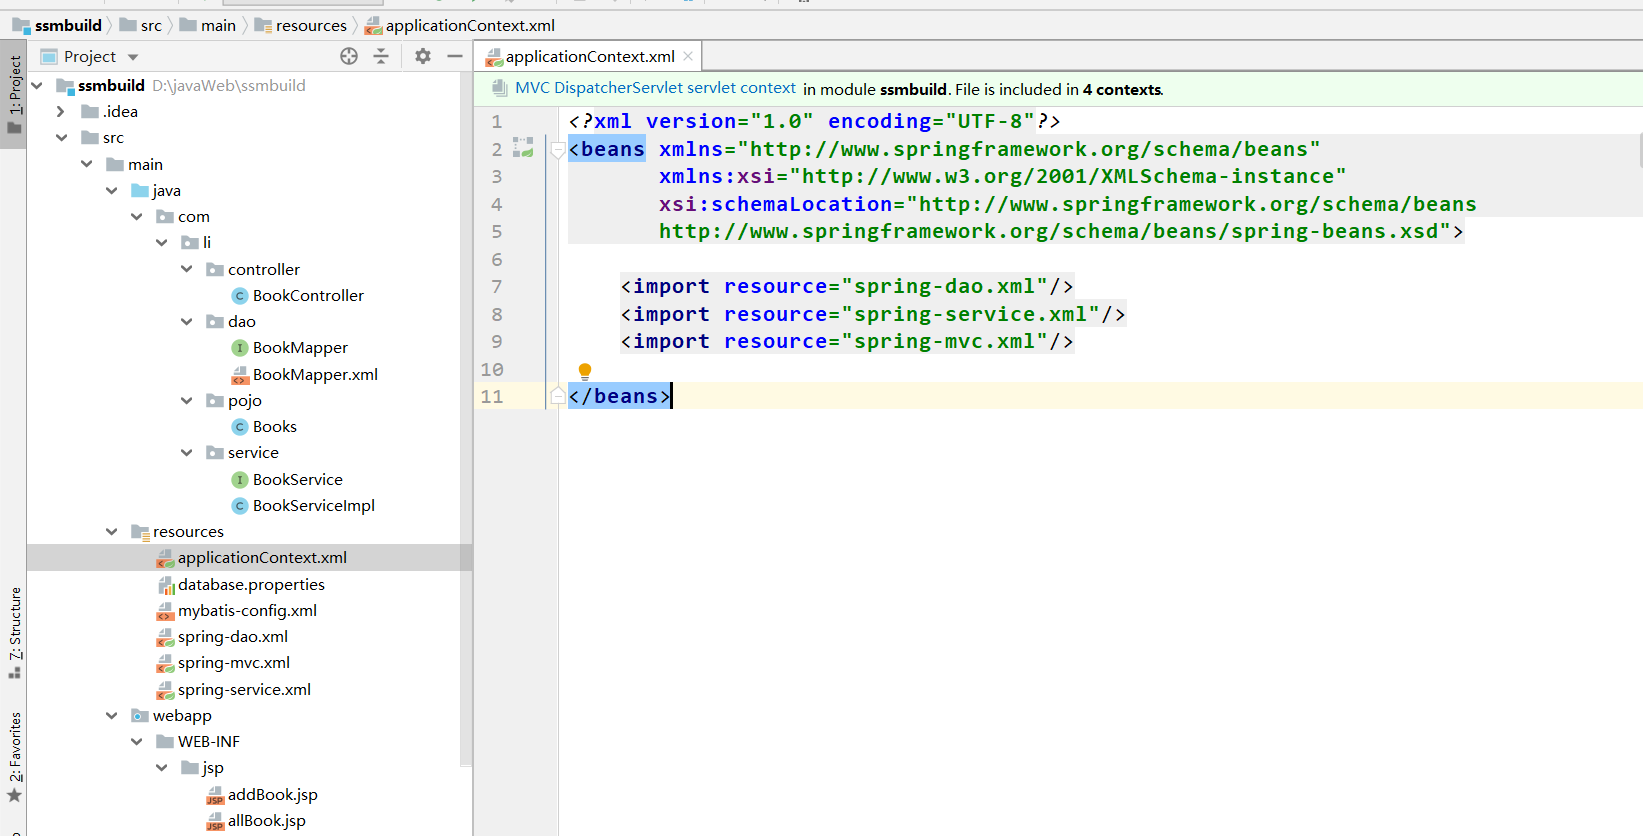 ssmbuild src main resources applicationContext.xml
1: Project
Project
ssmbuild D:\javaWeb\ssmbuild
.idea
src
main
java
com
li
controller
BookController
dao
BookMapper
BookMapper.xml
pojo
Books
service
BookService
BookServiceImpl
resources
applicationContext.xml
database.properties
mybatis-config.xml
spring-dao.xml
spring-mvc.xml
spring-service.xml
webapp
WEB-INF
jsp
addBook.jsp
allBook.jsp
7: Structure
2: Favorites
applicationContext.xml
MVC DispatcherServlet servlet context in module ssmbuild. File is included in 4 contexts.
1 <?xml version="1.0" encoding="UTF-8"?>
2 <beans xmlns="http://www.springframework.org/schema/beans"
3 xmlns:xsi="http://www.w3.org/2001/XMLSchema-instance"
4 xsi:schemaLocation="http://www.springframework.org/schema/beans
5 http://www.springframework.org/schema/beans/spring-beans.xsd">
6
7 <import resource="spring-dao.xml"/>
8 <import resource="spring-service.xml"/>
9 <import resource="spring-mvc.xml"/>
10
11 </beans>